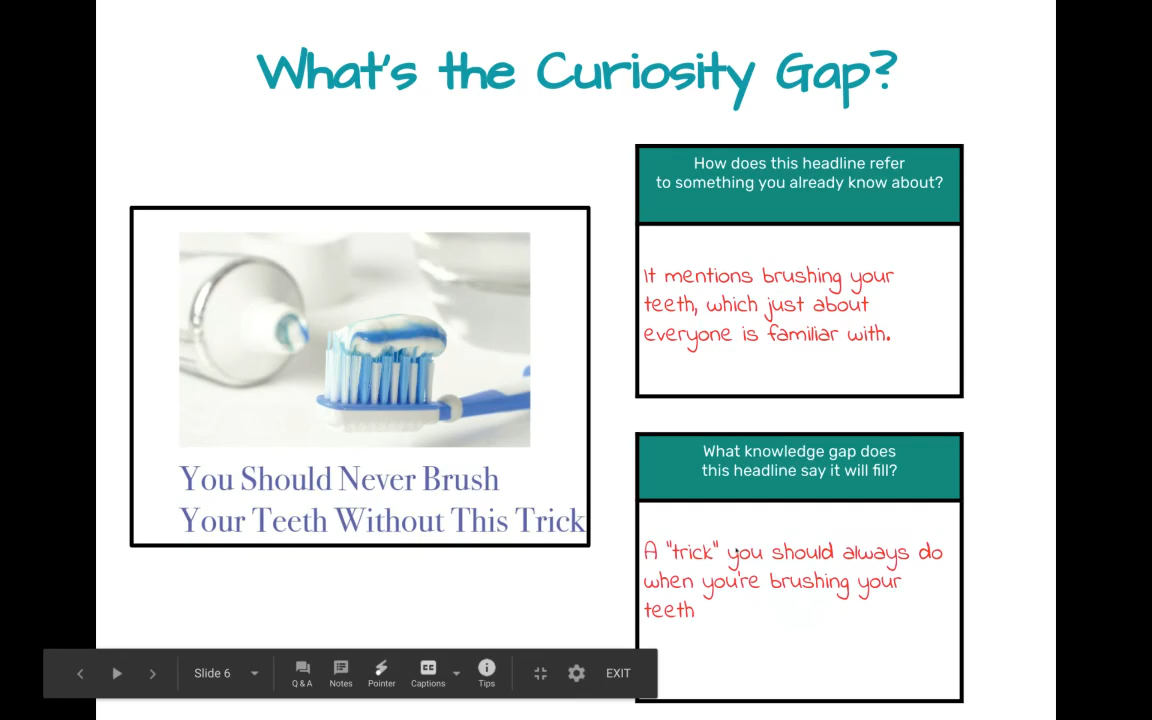 What's the Curiosity Gap?
You Should Never Brush
Your Teeth Without This Trick
How does this headline refer
to something you already know about?
It mentions brushing your
teeth, which just about
everyone is familiar with.
What knowledge gap does
this headline say it will fill?
A "trick" you should always do
when you're brushing your
teeth
Slide 6
Q & A
Notes
Pointer
CC
Captions
Tips
EXIT